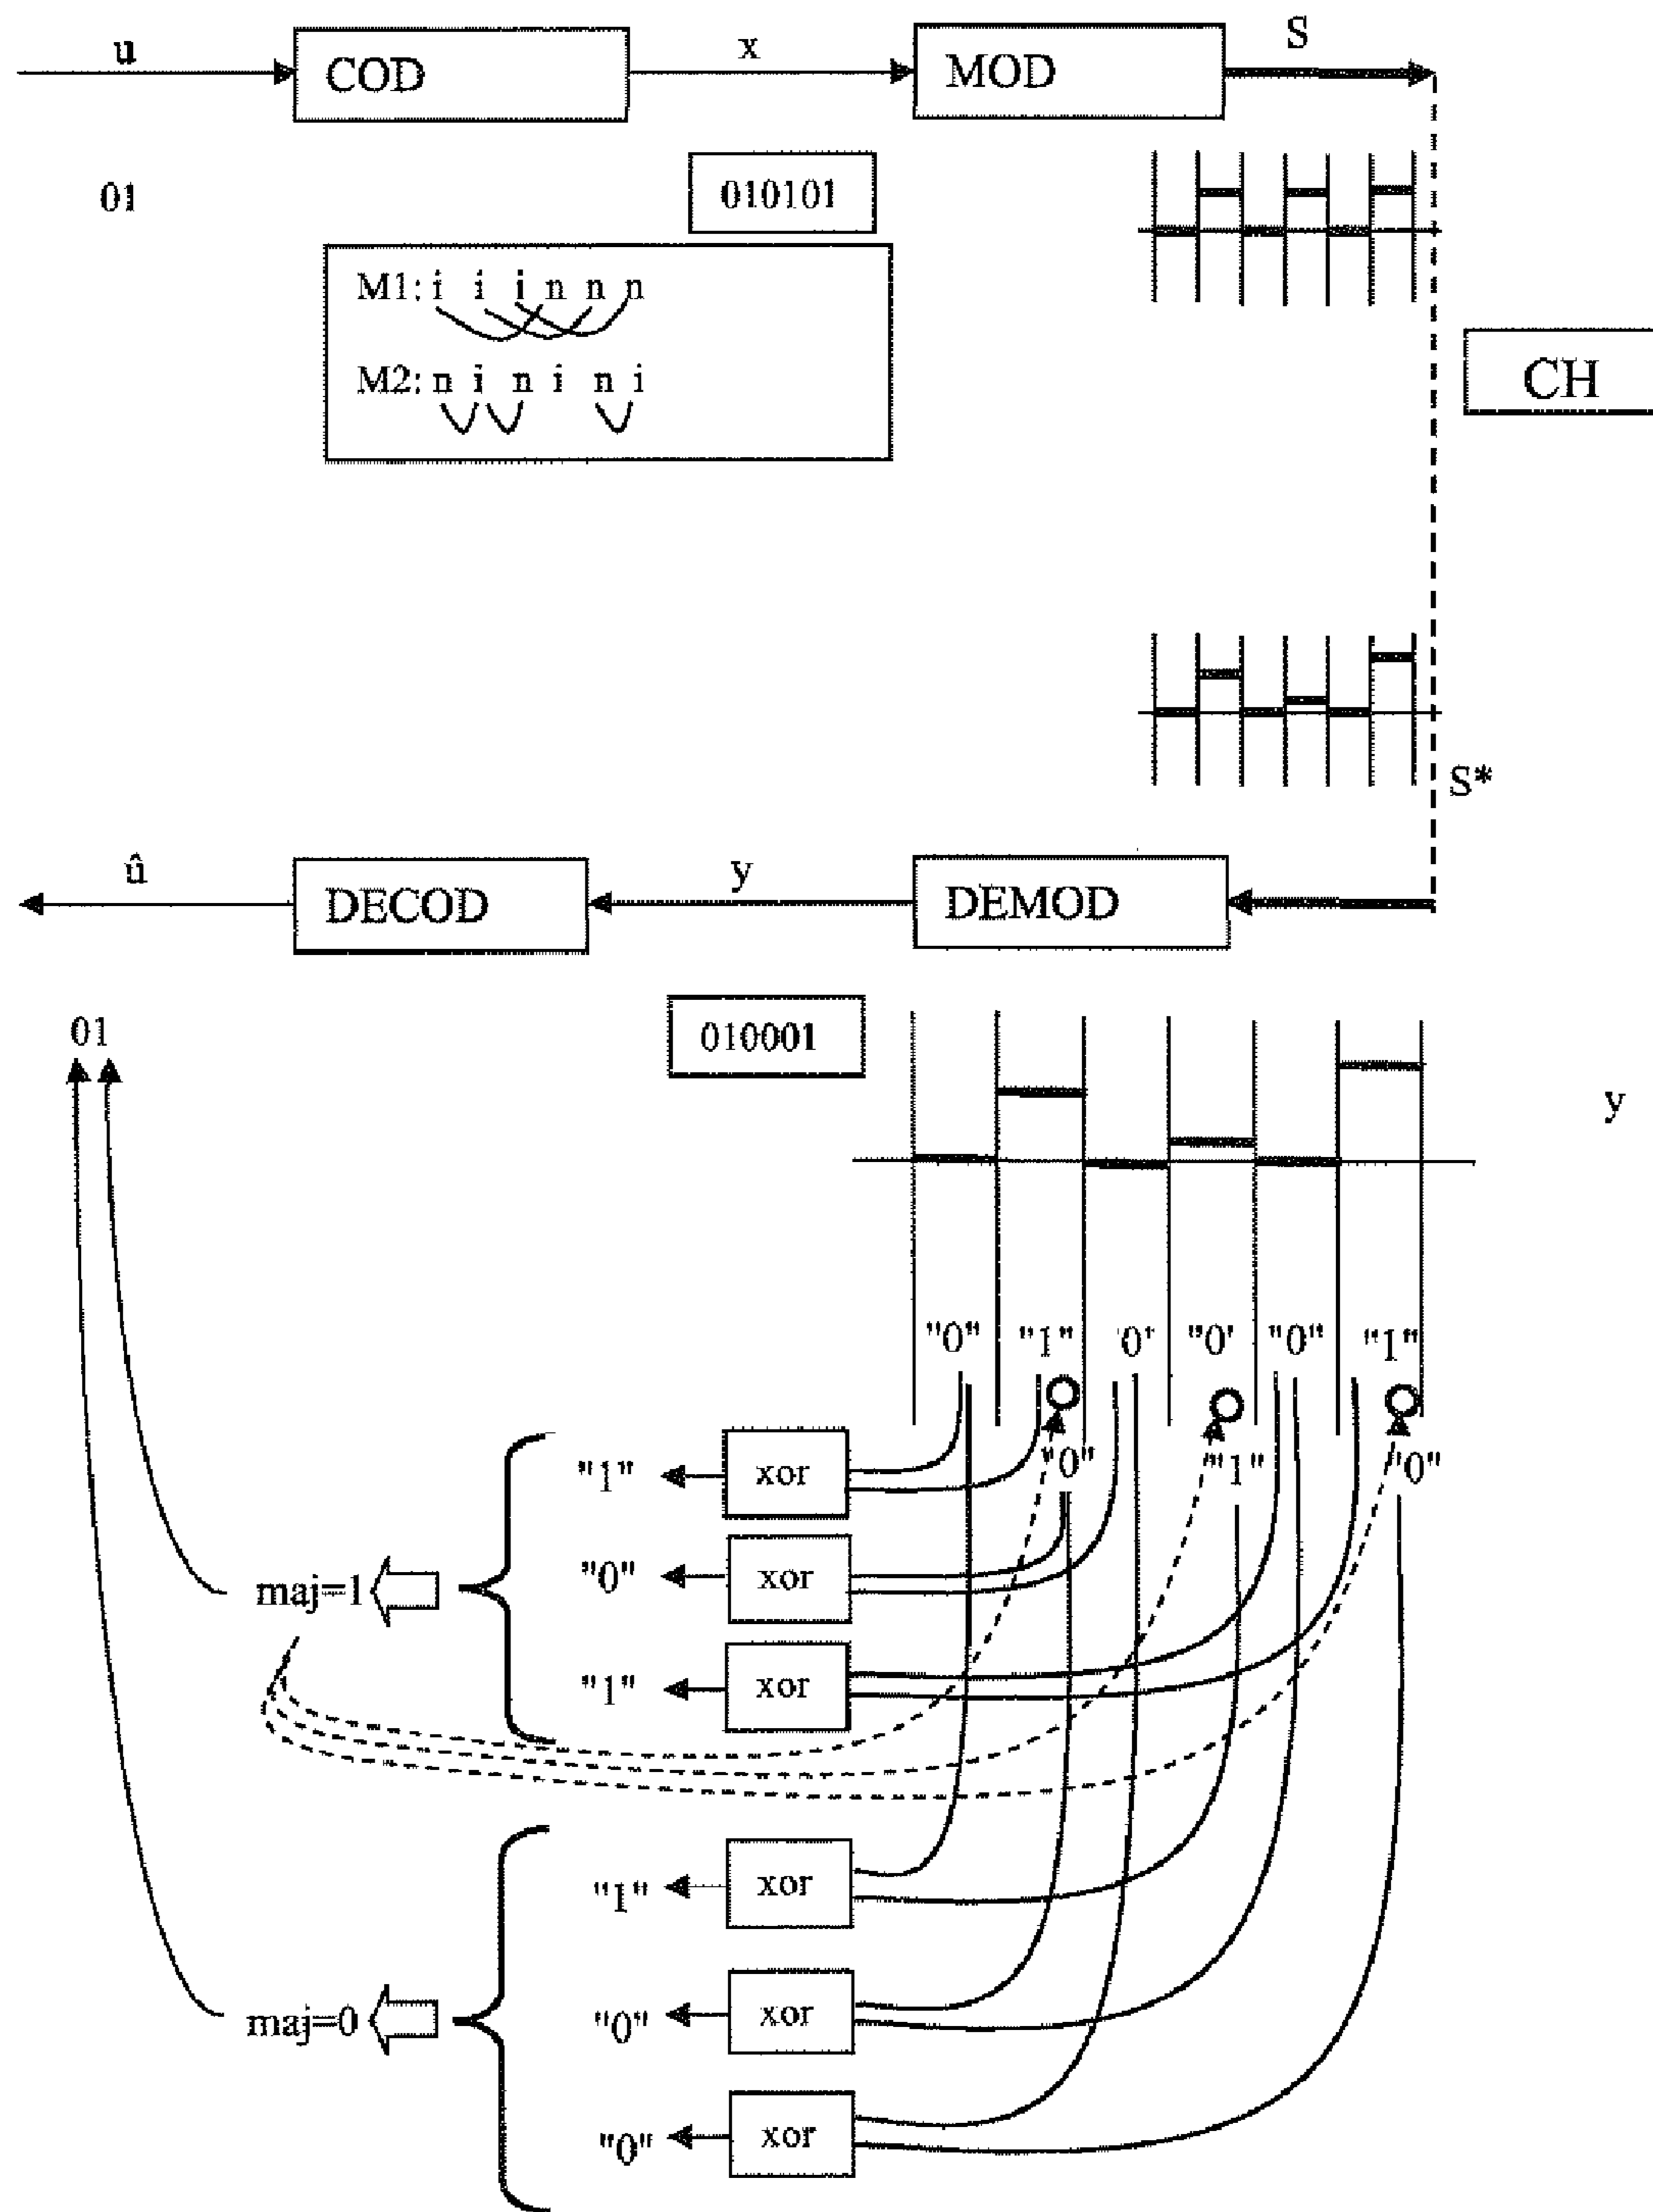 u
COD
x
MOD
S
01
010101
M1: i i i n n n
M2: n i n i n i
CH
S*
û
DECOD
y
DEMOD
01
010001
y
"0" "1" '0' "0' "0" "1"
"0" "1" "0"
"1" xor
"0" xor
maj=1
"1" xor
"1" xor
"0" xor
maj=0
"0" xor